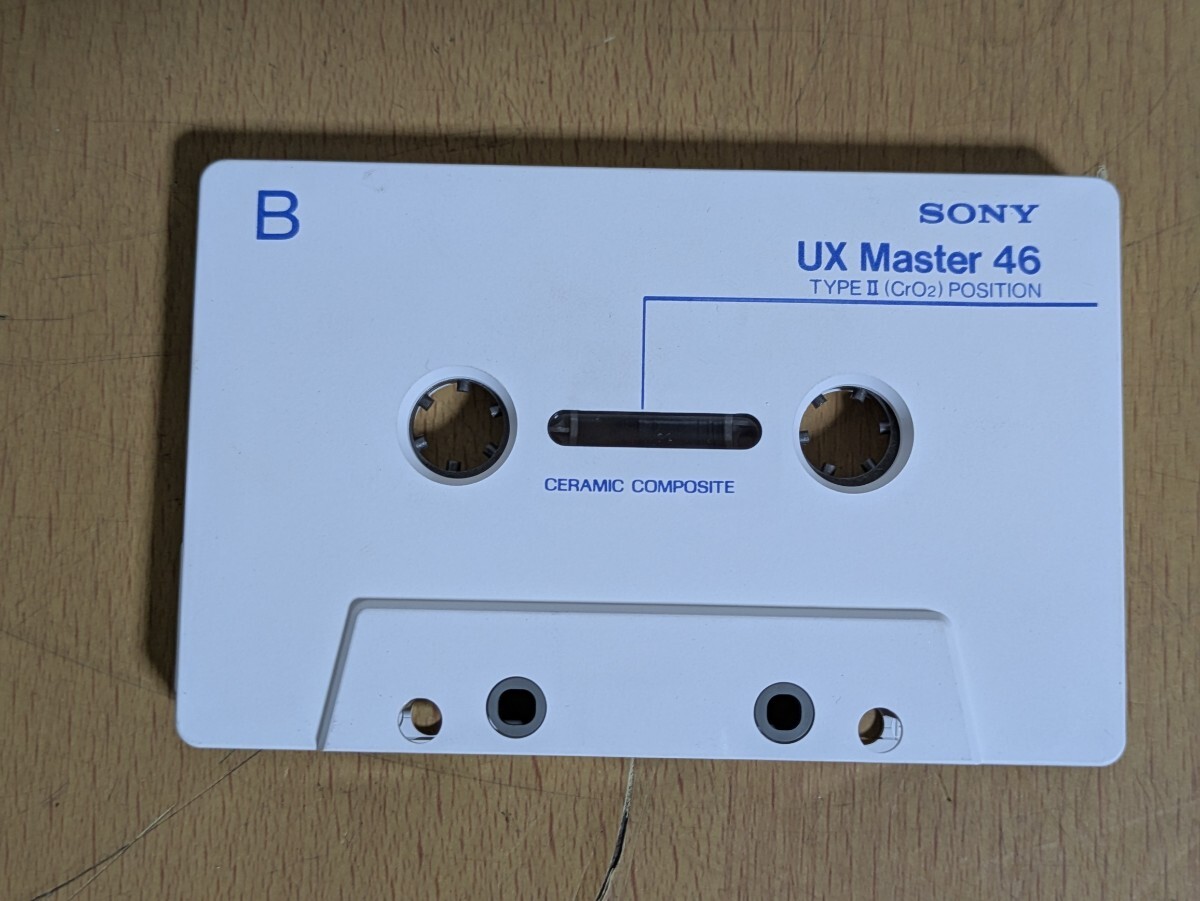 B
SONY
UX Master 46
TYPE II (CrO2) POSITION
CERAMIC COMPOSITE